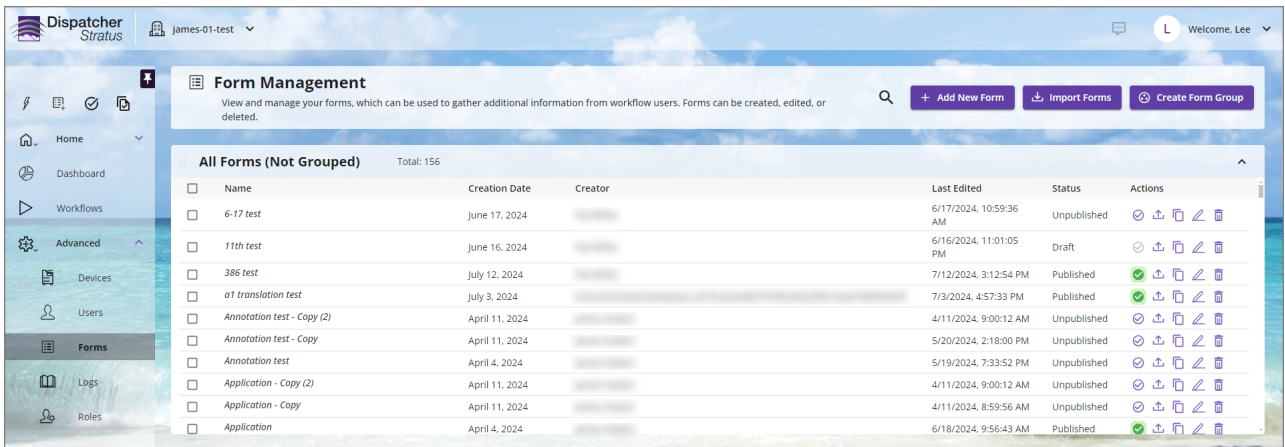 Dispatcher
Stratus
james-01-test
L
Welcome, Lee
Form Management
View and manage your forms, which can be used to gather additional information from workflow users. Forms can be created, edited, or
deleted.
+ Add New Form
Import Forms
Create Form Group
Home
Dashboard
Workflows
Advanced
Devices
Users
Forms
Logs
Roles
All Forms (Not Grouped) Total: 156
Name Creation Date Creator Last Edited Status Actions
6-17 test June 17, 2024 6/17/2024, 10:59:36 AM Unpublished
11th test June 16, 2024 6/16/2024, 11:01:05 PM Draft
386 test July 12, 2024 7/12/2024, 3:12:54 PM Published
a1 translation test July 3, 2024 7/3/2024, 4:57:33 PM Published
Annotation test - Copy (2) April 11, 2024 4/11/2024, 9:00:12 AM Unpublished
Annotation test - Copy April 11, 2024 5/20/2024, 2:18:00 PM Unpublished
Annotation test April 4, 2024 5/19/2024, 7:33:52 PM Unpublished
Application - Copy (2) April 11, 2024 4/11/2024, 9:00:12 AM Unpublished
Application - Copy April 11, 2024 4/11/2024, 8:59:56 AM Unpublished
Application April 4, 2024 6/18/2024, 9:56:43 AM Published